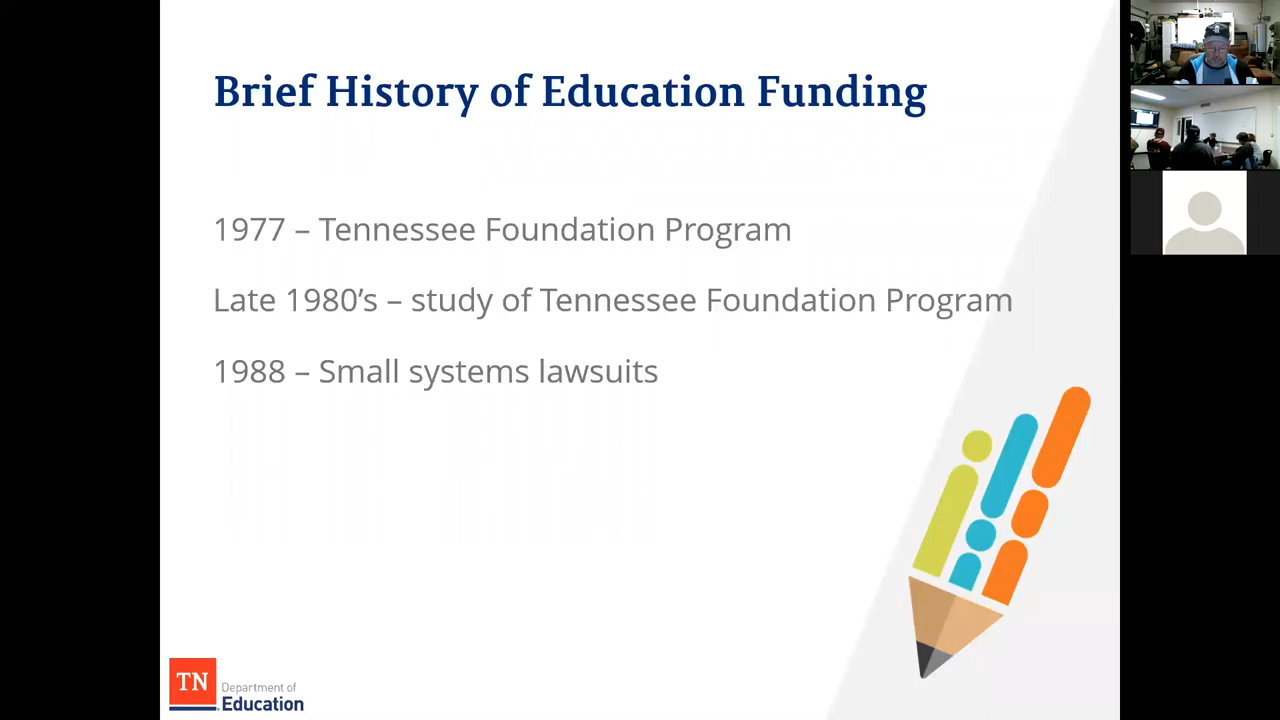 Brief History of Education Funding
1977 – Tennessee Foundation Program
Late 1980’s – study of Tennessee Foundation Program
1988 – Small systems lawsuits
TN
Department of
Education